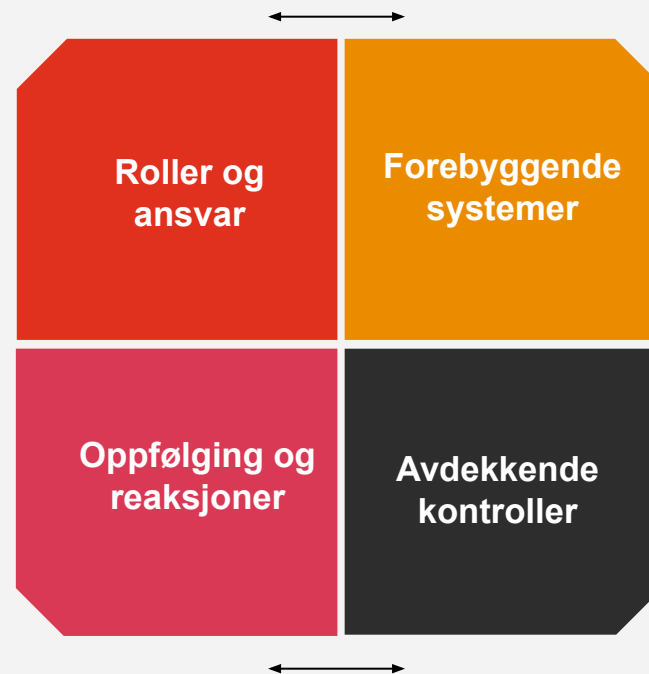 Roller og
ansvar
Forebyggende
systemer
Oppfølging og
reaksjoner
Avdekkende
kontroller